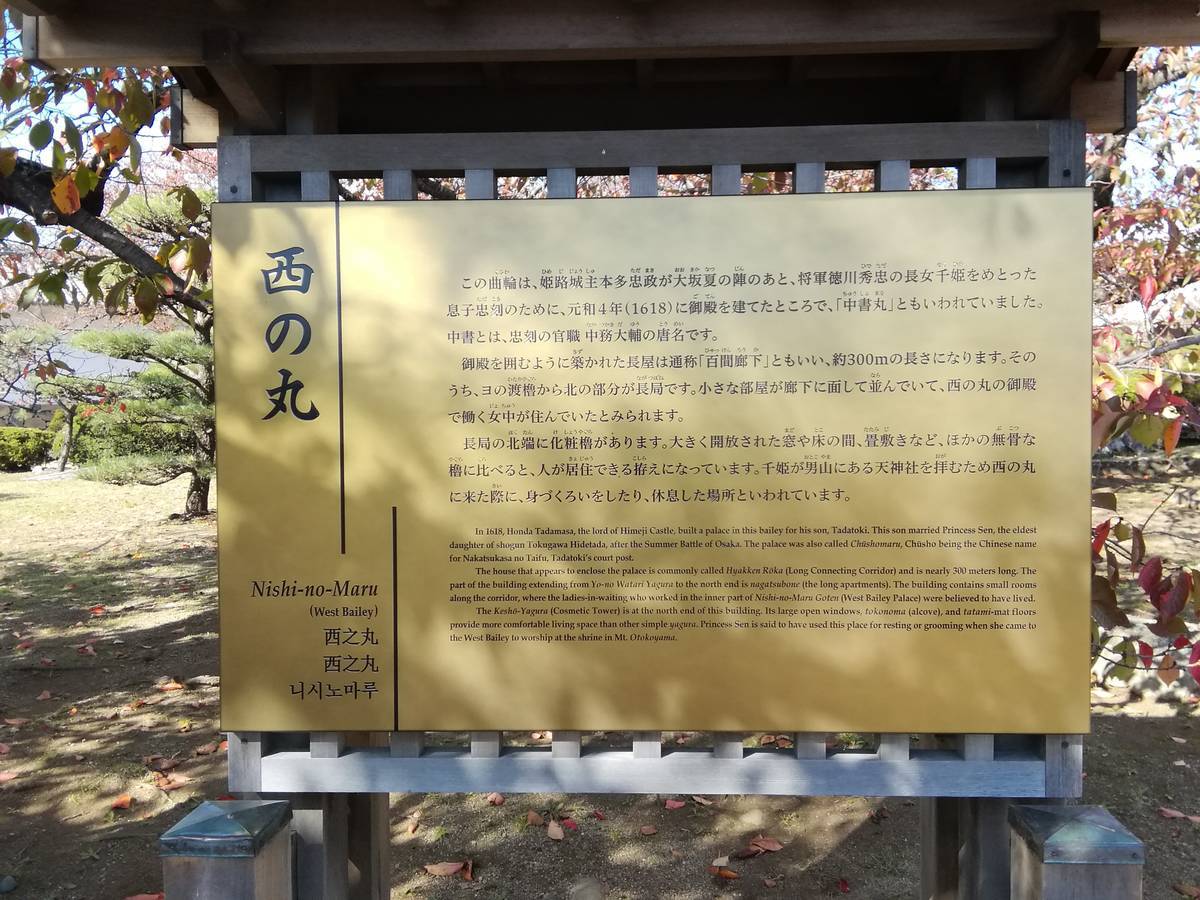 西の丸
Nishi-no-Maru
(West Bailey)
西之丸
西之丸
니시노마루
この曲輪は、姫路城主本多忠政が大坂夏の陣のあと、将軍徳川秀忠の長女千姫をめとった
息子忠刻のために、元和4年(1618)に御殿を建てたところで、「中書丸」ともいわれていました。
中書とは、忠刻の官職 中務大輔の唐名です。
御殿を囲むように築かれた長屋は通称「百間廊下」ともいい、約300mの長さになります。その
うち、ヨの渡櫓から北の部分が長局です。小さな部屋が廊下に面して並んでいて、西の丸の御殿
で働く女中が住んでいたとみられます。
長局の北端に化粧櫓があります。大きく開放された窓や床の間、畳敷きなど、ほかの無骨な
櫓に比べると、人が居住できる拵えになっています。千姫が男山にある天神社を拝むため西の丸
に来た際に、身づくろいをしたり、休息した場所といわれています。
In 1618, Honda Tadamasa, the lord of Himeji Castle, built a palace in this bailey for his son, Tadatoki. This son married Princess Sen, the eldest
daughter of shogun Tokugawa Hidetada, after the Summer Battle of Osaka. The palace was also called Chūshomaru, Chūsho being the Chinese name
for Nakatsukasa no Taifu, Tadatoki's court post.
The house that appears to enclose the palace is commonly called Hyakken Rōka (Long Connecting Corridor) and is nearly 300 meters long. The
part of the building extending from Yo-no Watari Yagura to the north end is nagatsubone (the long apartments). The building contains small rooms
along the corridor, where the ladies-in-waiting who worked in the inner part of Nishi-no-Maru Goten (West Bailey Palace) were believed to have lived.
The Keshō-Yagura (Cosmetic Tower) is at the north end of this building. Its large open windows, tokonoma (alcove), and tatami-mat floors
provide more comfortable living space than other simple yagura. Princess Sen is said to have used this place for resting or grooming when she came to
the West Bailey to worship at the shrine in Mt. Otokoyama.